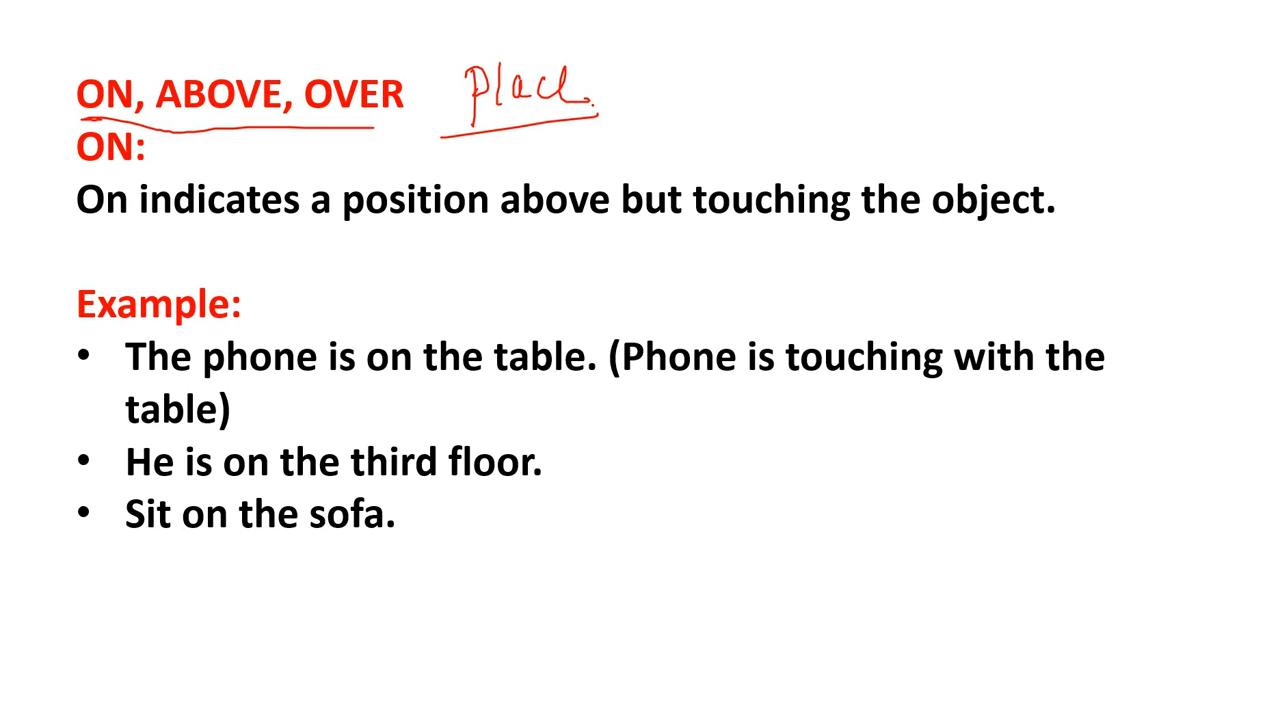 ON, ABOVE, OVER place
ON:
On indicates a position above but touching the object.
Example:
• The phone is on the table. (Phone is touching with the
table)
• He is on the third floor.
• Sit on the sofa.